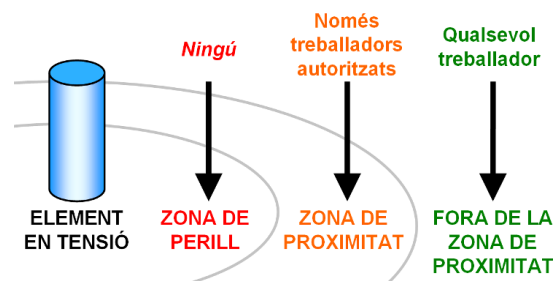 Ningú
Només
treballadors
autoritzats
Qualsevol
treballador
ELEMENT
EN TENSIÓ
ZONA DE
PERILL
ZONA DE
PROXIMITAT
FORA DE LA
ZONA DE
PROXIMITAT